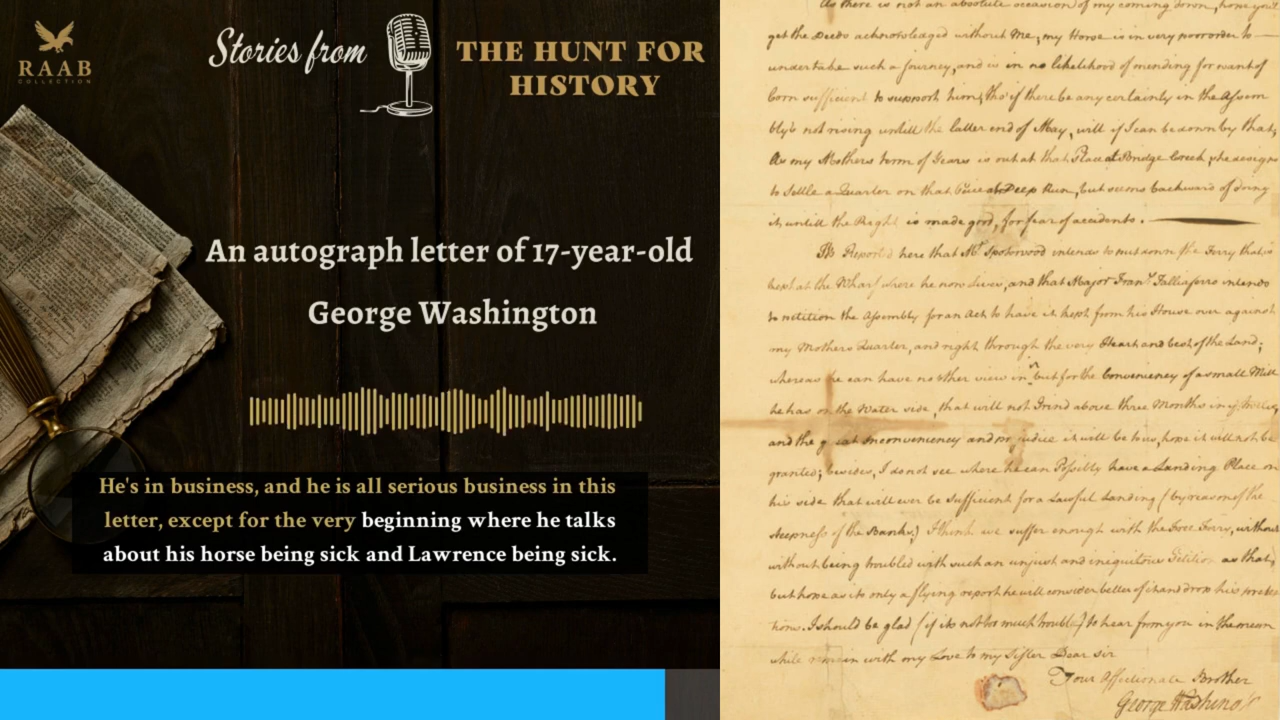 RAAB
COLLECTION
Stories from
THE HUNT FOR
HISTORY
An autograph letter of 17-year-old
George Washington
He's in business, and he is all serious business in this
letter, except for the very beginning where he talks
about his horse being sick and Lawrence being sick.
As there is not an absolute occasion of my coming down, hope you'l
get the Deeds acknowledged without Me; my Horse is in very poor order to
undertake such a Journey, and is in no likelihood of mending for want of
Corn sufficient to support him; tho' if there be any certainty in the Assem
bly's not rising untill the latter end of May, will if I can be down by that,
As my Mothers term of Years is out at that Place at Bridge Creek, she designs
to Settle a Quarter on that Piece at Deep Run, but seems backward of doing
it untill the Right is made good, for fear of accidents.
Its Reported here that Mr. Spotswood intends to put down the Ferry that is
kept at the Wharf where he now lives, and that Major Frans. Talliaferro intends
to petition the Assembly for an Act to have it kept from his House over against
my Mothers Quarter, and right through the very Heart and best of the Land;
whereas he can have no other view in it but for the Conveniency of a small Mill
he has on the Water side, that will not Grind above three Months in
and the great Inconveniency and prejudice it will be to us, hope it will not be
granted; besides, I do not see where he can Possibly have a Landing Place on
his side that will ever be Sufficient for a Lawful Landing (by reason of the
steepness of the Banks;) I think we suffer enough with the Free Ferry, without
without being troubled with such an unjust and iniquitous Petition as that,
but hope as its only a flying report he will consider better of it and drop his preten
tions. I should be glad (if its not too much trouble) to hear from you in the mean
while remain with my Love to my Sister Dear Sir
Your Affectionate Brother
George Washington